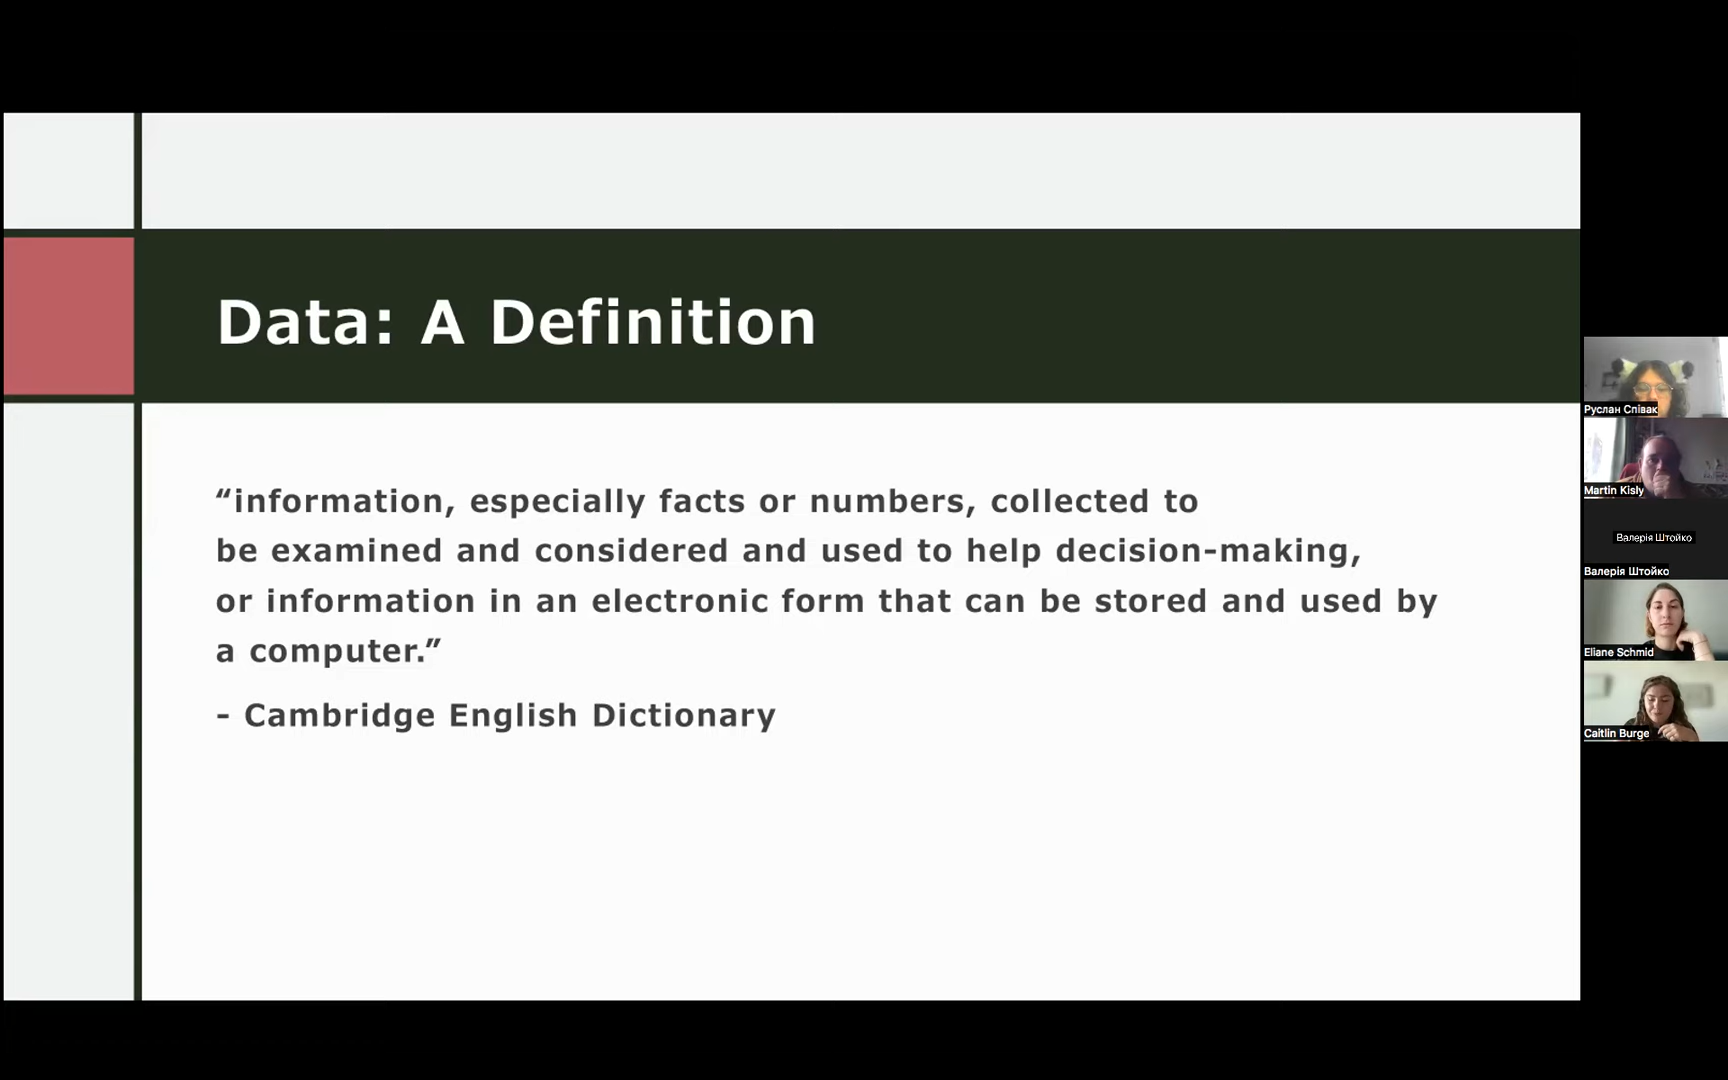 Data: A Definition
“information, especially facts or numbers, collected to
be examined and considered and used to help decision-making,
or information in an electronic form that can be stored and used by
a computer.”
- Cambridge English Dictionary
Руслан Співак
Martin Kisly
Валерія Штойко
Валерія Штойко
Eliane Schmid
Caitlin Burge